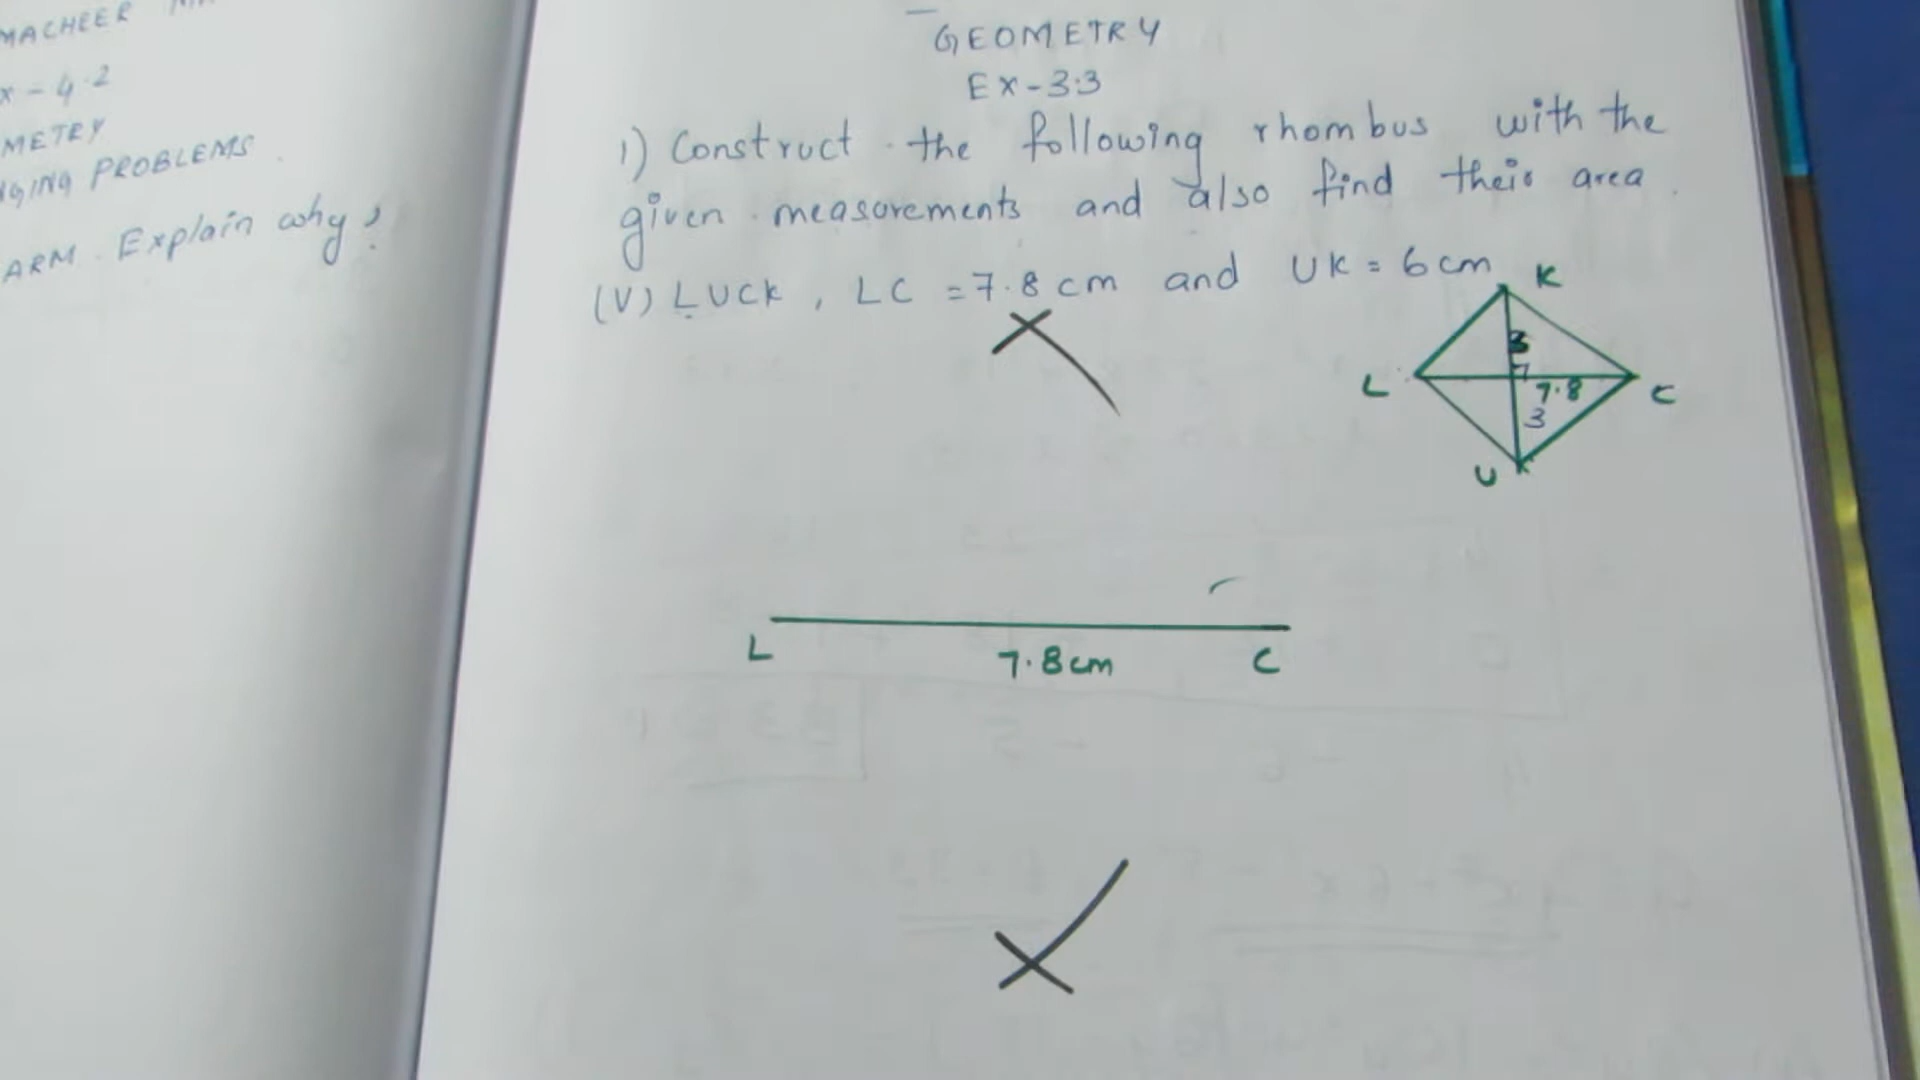 MACHEER
x - 4.2
METRY
GING PROBLEMS
ARM. Explain why?
GEOMETRY
EX-3.3
1) Construct the following rhombus with the
given measurements and also find their area
(V) LUCK, LC = 7.8 cm and UK = 6 cm
K
3
L
7.8
C
3
U
L
7.8cm
C